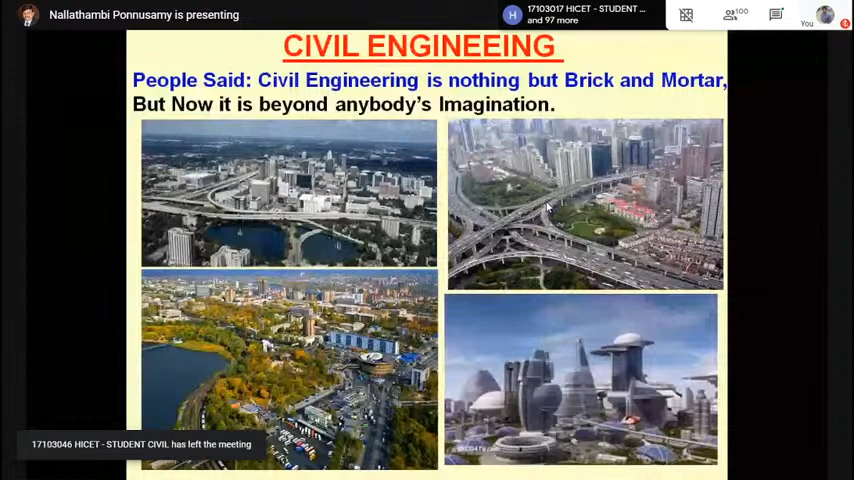 Nallathambi Ponnusamy is presenting
H
17103017 HICET - STUDENT ...
and 97 more
100
You
CIVIL ENGINEEING
People Said: Civil Engineering is nothing but Brick and Mortar,
But Now it is beyond anybody's Imagination.
17103046 HICET - STUDENT CIVIL has left the meeting